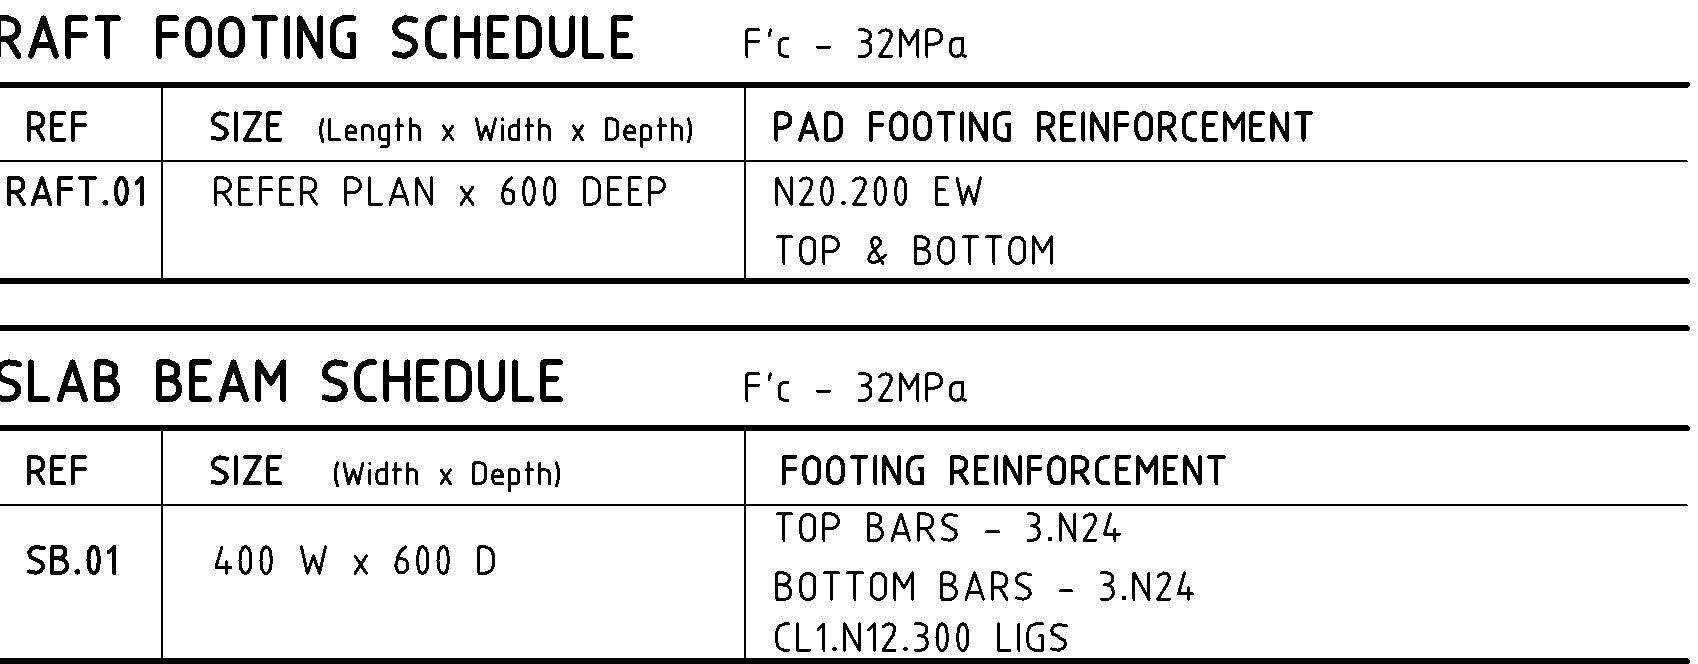 RAFT FOOTING SCHEDULE F'c - 32MPa
REF SIZE (Length x Width x Depth) PAD FOOTING REINFORCEMENT
RAFT.01 REFER PLAN x 600 DEEP N20.200 EW
TOP & BOTTOM
SLAB BEAM SCHEDULE F'c - 32MPa
REF SIZE (Width x Depth) FOOTING REINFORCEMENT
TOP BARS - 3.N24
SB.01 400 W x 600 D
BOTTOM BARS - 3.N24
CL1.N12.300 LIGS